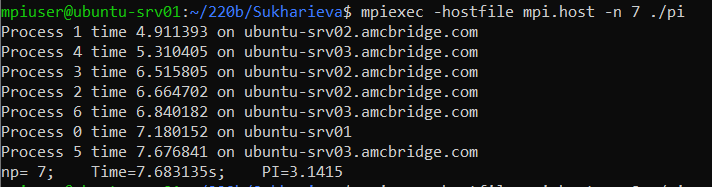 mpiuser@ubuntu-srv01:~/220b/Sukharieva$ mpiexec -hostfile mpi.host -n 7 ./pi
Process 1 time 4.911393 on ubuntu-srv02.amcbridge.com
Process 4 time 5.310405 on ubuntu-srv03.amcbridge.com
Process 3 time 6.515805 on ubuntu-srv02.amcbridge.com
Process 2 time 6.664702 on ubuntu-srv02.amcbridge.com
Process 6 time 6.840182 on ubuntu-srv03.amcbridge.com
Process 0 time 7.180152 on ubuntu-srv01
Process 5 time 7.676841 on ubuntu-srv03.amcbridge.com
np= 7;    Time=7.683135s;    PI=3.1415